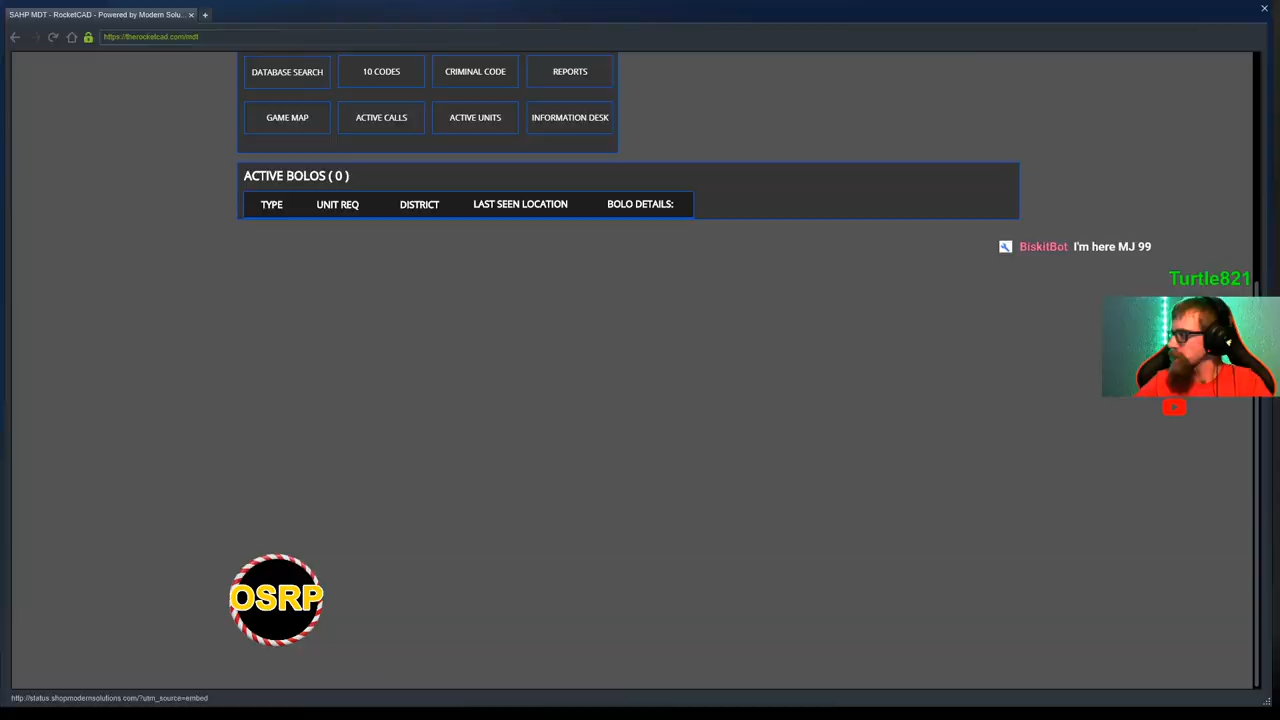 SAHP MDT - RocketCAD - Powered by Modern Solu...
https://therocketcad.com/mdt
DATABASE SEARCH
10 CODES
CRIMINAL CODE
REPORTS
GAME MAP
ACTIVE CALLS
ACTIVE UNITS
INFORMATION DESK
ACTIVE BOLOS ( 0 )
TYPE UNIT REQ DISTRICT LAST SEEN LOCATION BOLO DETAILS:
BiskitBot I'm here MJ 99
Turtle821
OSRP
http://status.shopmodernsolutions.com/?utm_source=embed